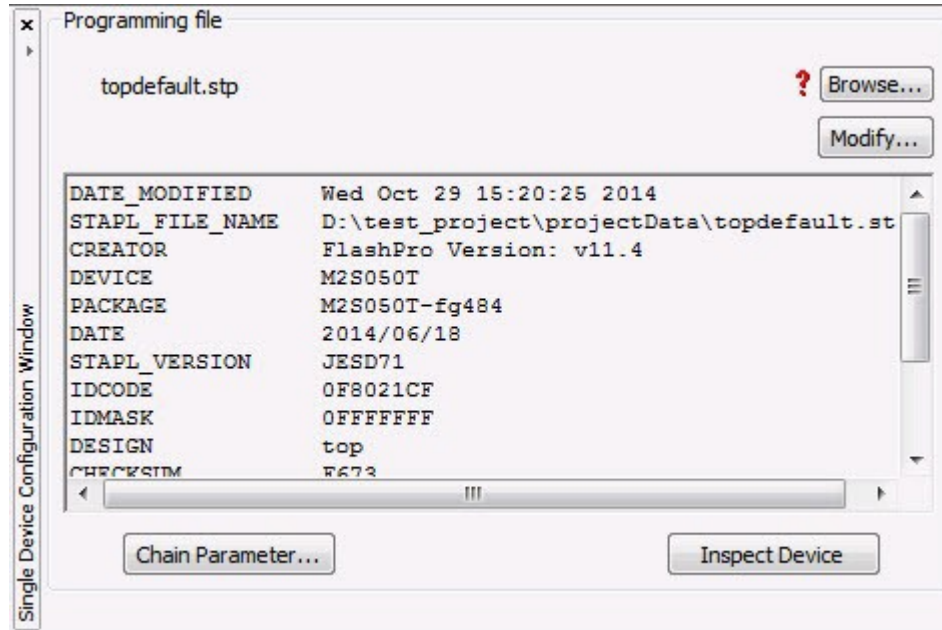 Programming file
topdefault.stp
? Browse...
Modify...
DATE_MODIFIED Wed Oct 29 15:20:25 2014
STAPL_FILE_NAME D:\test_project\projectData\topdefault.st
CREATOR FlashPro Version: v11.4
DEVICE M2S050T
PACKAGE M2S050T-fg484
DATE 2014/06/18
STAPL_VERSION JESD71
IDCODE 0F8021CF
IDMASK 0FFFFFFF
DESIGN top
CHECKSUM E673
Chain Parameter...
Inspect Device
Single Device Configuration Window